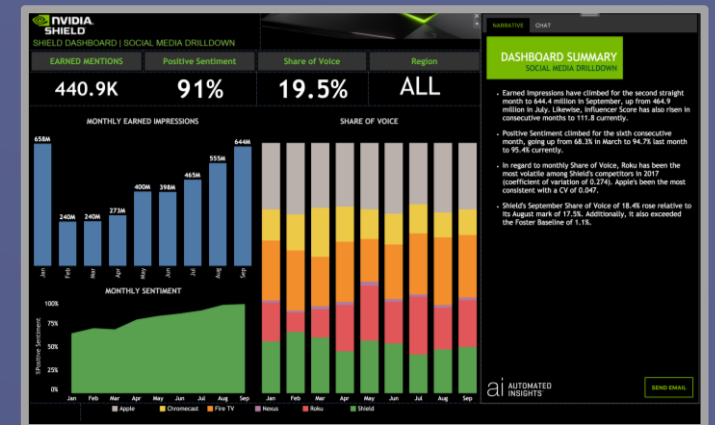 NVIDIA.
SHIELD
SHIELD DASHBOARD | SOCIAL MEDIA DRILLDOWN
EARNED MENTIONS
Positive Sentiment
Share of Voice
Region
440.9K
91%
19.5%
ALL
MONTHLY EARNED IMPRESSIONS
658M
240M
240M
273M
400M
398M
465M
555M
644M
Jan
Feb
Mar
Apr
May
Jun
Jul
Aug
Sep
MONTHLY SENTIMENT
%Positive Sentiment
100%
75%
50%
25%
0%
Jan Feb Mar Apr May Jun Jul Aug Sep
SHARE OF VOICE
Jan Feb Mar Apr May Jun Jul Aug Sep
Apple Chromecast Fire TV Nexus Roku Shield
NARRATIVE CHAT
DASHBOARD SUMMARY
SOCIAL MEDIA DRILLDOWN
• Earned Impressions have climbed for the second straight
month to 644.4 million in September, up from 464.9
million in July. Likewise, Influencer Score has also risen in
consecutive months to 111.8 currently.
• Positive Sentiment climbed for the sixth consecutive
month, going up from 68.3% in March to 94.7% last month
to 95.4% currently.
• In regard to monthly Share of Voice, Roku has been the
most volatile among Shield's competitors in 2017
(coefficient of variation of 0.274). Apple's been the most
consistent with a CV of 0.047.
• Shield's September Share of Voice of 18.4% rose relative to
its August mark of 17.5%. Additionally, it also exceeded
the Foster Baseline of 1.1%.
ai AUTOMATED
INSIGHTS
SEND EMAIL